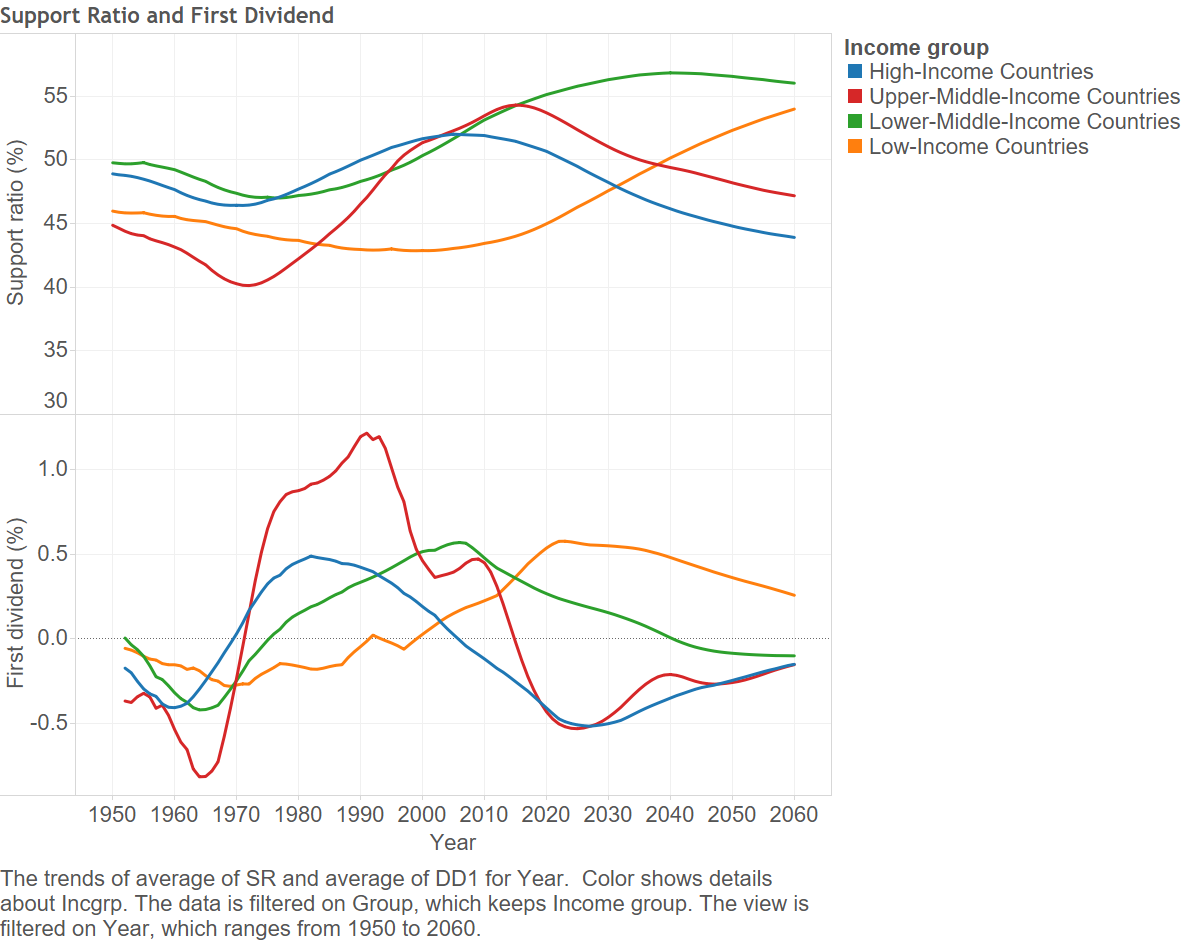 Support Ratio and First Dividend
Income group
High-Income Countries
Upper-Middle-Income Countries
Lower-Middle-Income Countries
Low-Income Countries
Support ratio (%)
55
50
45
40
35
30
First dividend (%)
1.0
0.5
0.0
-0.5
1950 1960 1970 1980 1990 2000 2010 2020 2030 2040 2050 2060
Year
The trends of average of SR and average of DD1 for Year.  Color shows details
about Incgrp. The data is filtered on Group, which keeps Income group. The view is
filtered on Year, which ranges from 1950 to 2060.